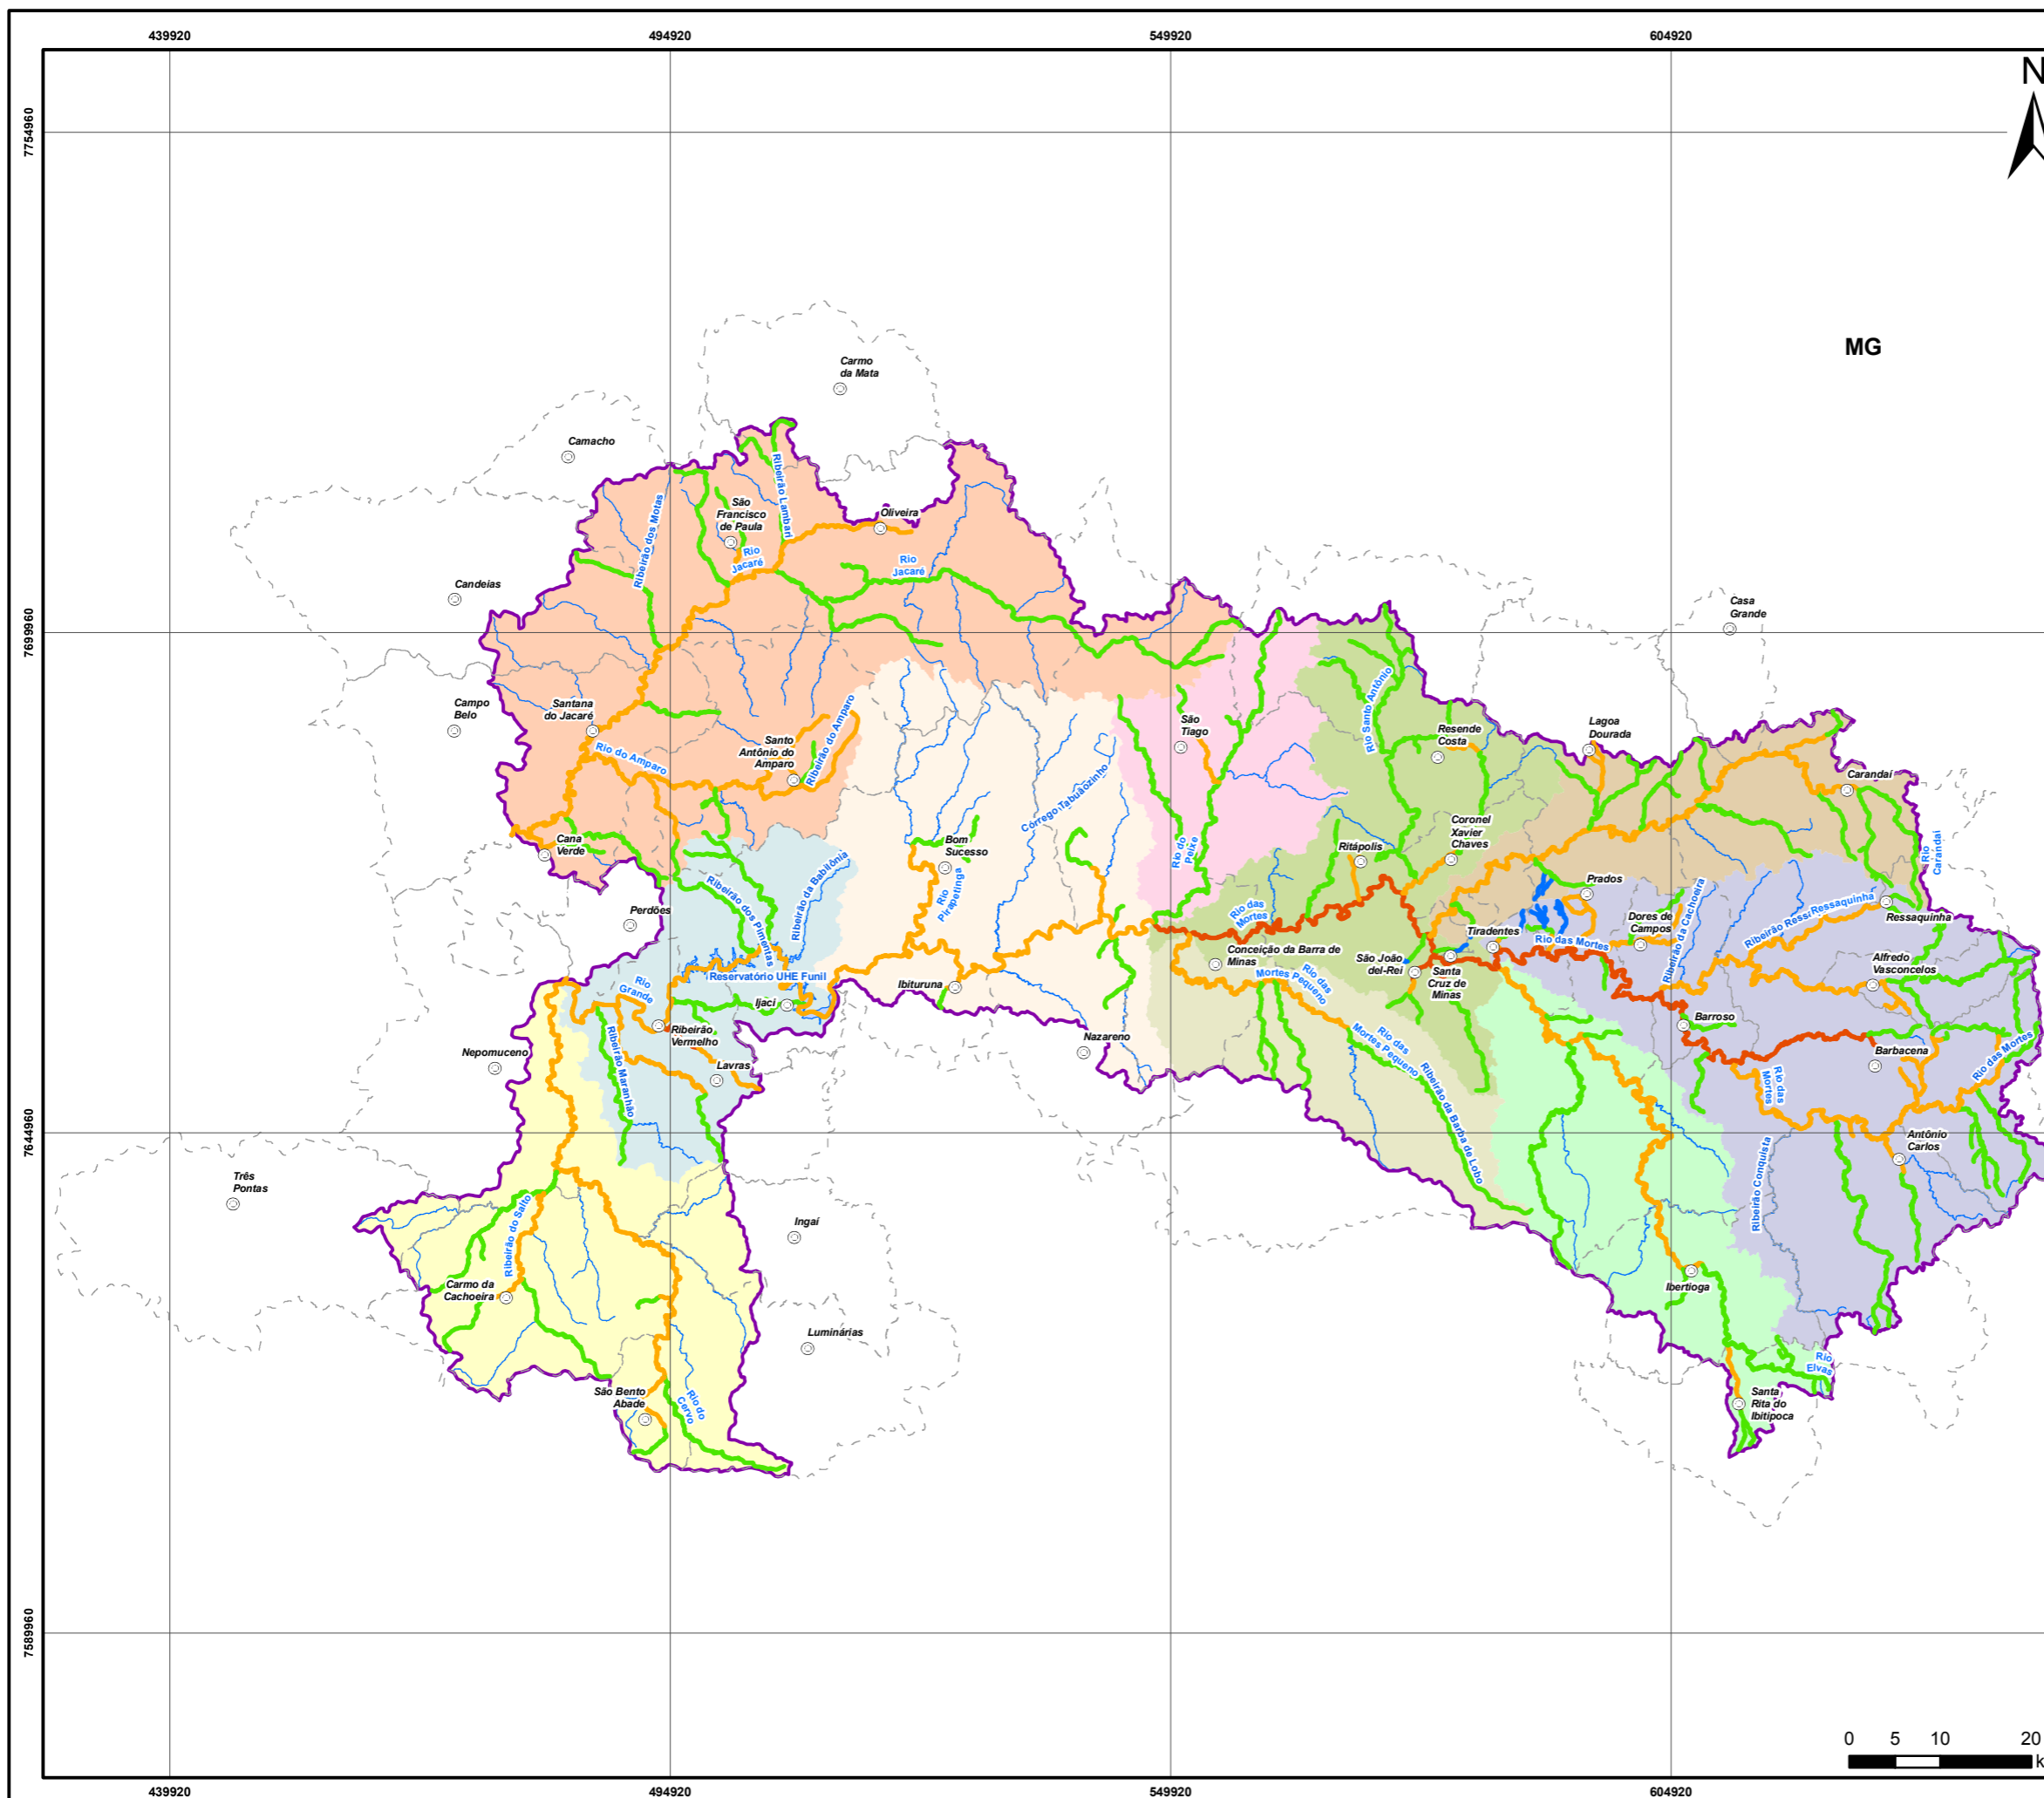 439920
494920
549920
604920
N
7754960
MG
Carmo
da Mata
Camacho
Ribeirão dos Motas
São
Francisco
de Paula
Ribeirão Lambari
Oliveira
Rio
Jacaré
Rio
Jacaré
Candeias
Casa
Grande
7699960
Campo
Belo
Santana
do Jacaré
Rio do Amparo
Santo
Antônio do
Amparo
Ribeirão do Amparo
São
Tiago
Rio Santo Antônio
Resende
Costa
Lagoa
Dourada
Carandaí
Córrego Tabuãozinho
Cana
Verde
Bom
Sucesso
Rio
Pirapetinga
Rio do
Peixe
Ritápolis
Coronel
Xavier
Chaves
Rio
Carandaí
Perdões
Ribeirão dos Pimentas
Ribeirão da Babitônia
Rio das
Mortes
Prados
Dores de
Campos
Ribeirão da Cachoeira
Ribeirão Ressaquinha
Ressaquinha
Tiradentes
Rio das Mortes
Conceição da Barra de
Minas
São João
del-Rei
Santa
Cruz de
Minas
Alfredo
Vasconcelos
Reservatório UHE Funil
Rio
Grande
Ijaci
Ibituruna
Rio das
Mortes Pequeno
Ribeirão
Vermelho
Nazareno
Rio das
Mortes Pequeno
Barroso
Nepomuceno
Ribeirão Maranhão
Lavras
Ribeirão da Barba de Lobo
Barbacena
Rio das Mortes
Rio das
Mortes
7644960
Antônio
Carlos
Ribeirão Conquista
Três
Pontas
Ribeirão do Salto
Ingaí
Carmo da
Cachoeira
Ibertioga
Luminárias
Rio
Elvas
São Bento
Abade
Rio do
Cervo
Santa
Rita do
Ibitipoca
7589960
0
5
10
20
439920
494920
549920
604920